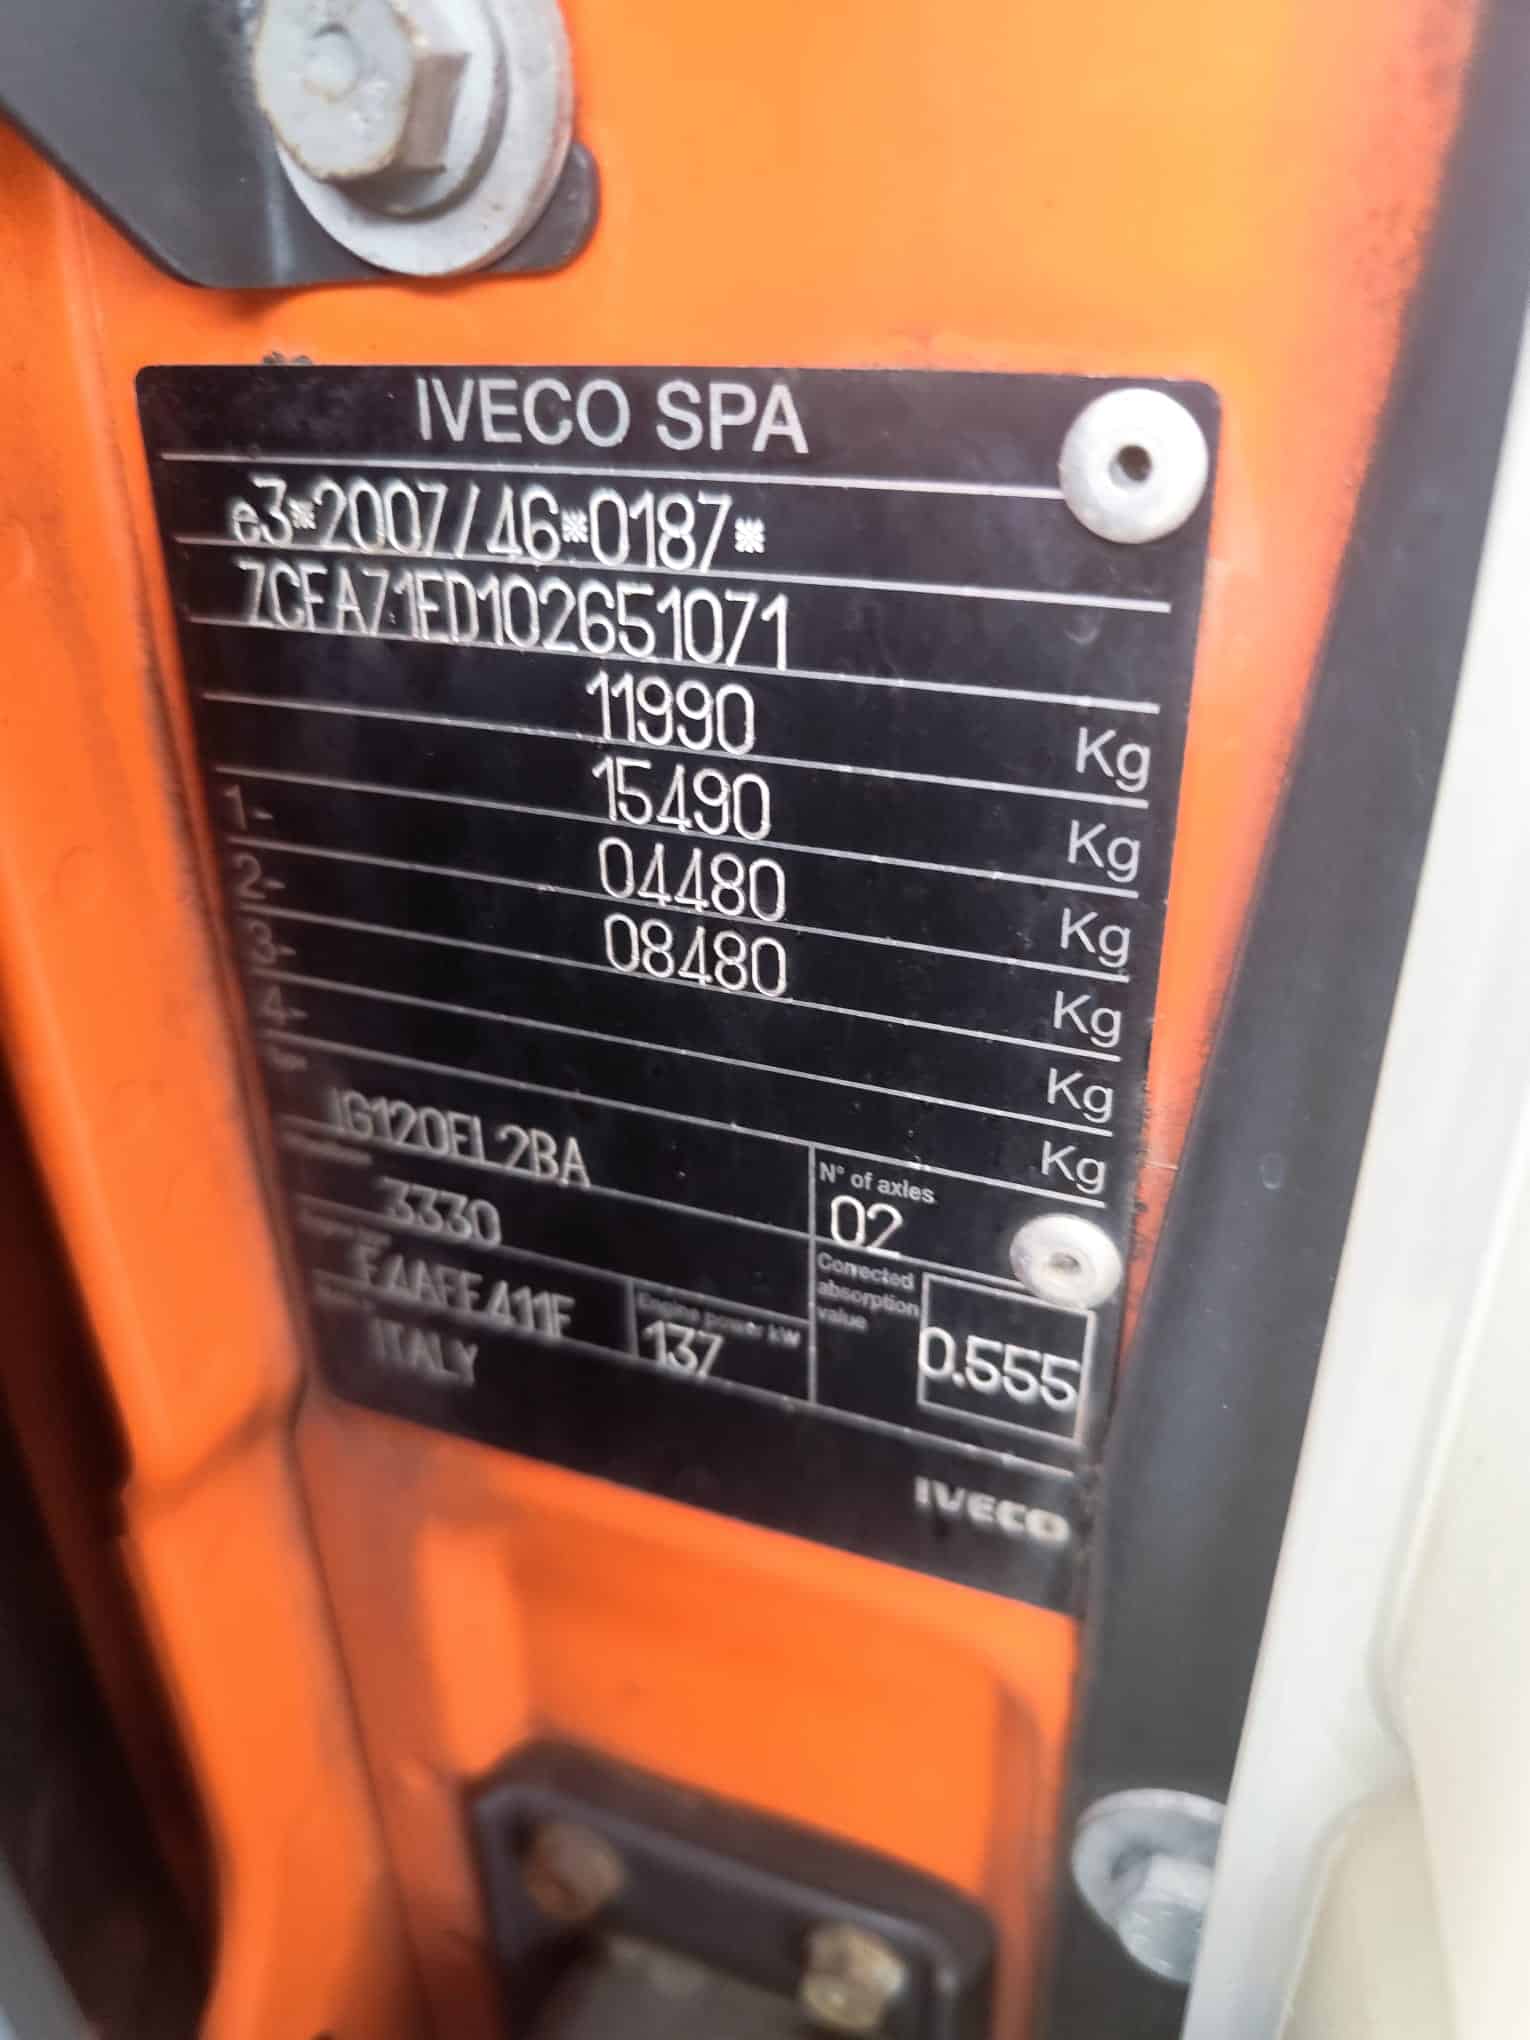 IVECO SPA
e3*2007/46*0187*
ZCFA71ED102651071
11990 Kg
15490 Kg
1- 04480 Kg
2- 08480 Kg
3- Kg
4- Kg
Type
IG120EL2BA
N° of axles
02
3330
Corrected
absorption
value
0.555
F4AFE411F
Engine power kW
137
ITALY
IVECO